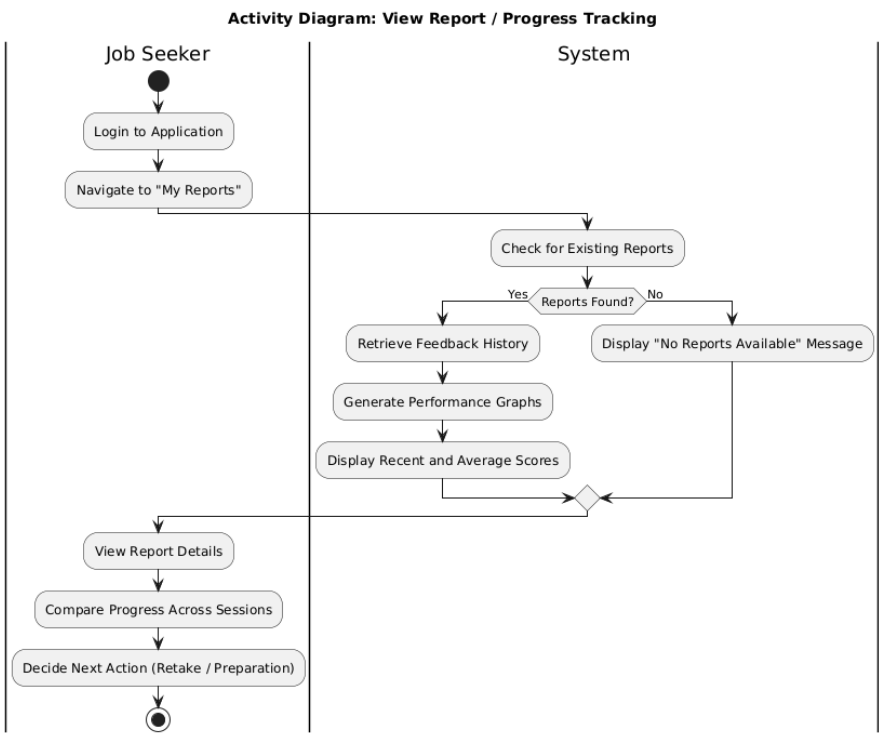 Activity Diagram: View Report / Progress Tracking
Job Seeker
System
Login to Application
Navigate to "My Reports"
Check for Existing Reports
Yes
Reports Found?
No
Retrieve Feedback History
Display "No Reports Available" Message
Generate Performance Graphs
Display Recent and Average Scores
View Report Details
Compare Progress Across Sessions
Decide Next Action (Retake / Preparation)